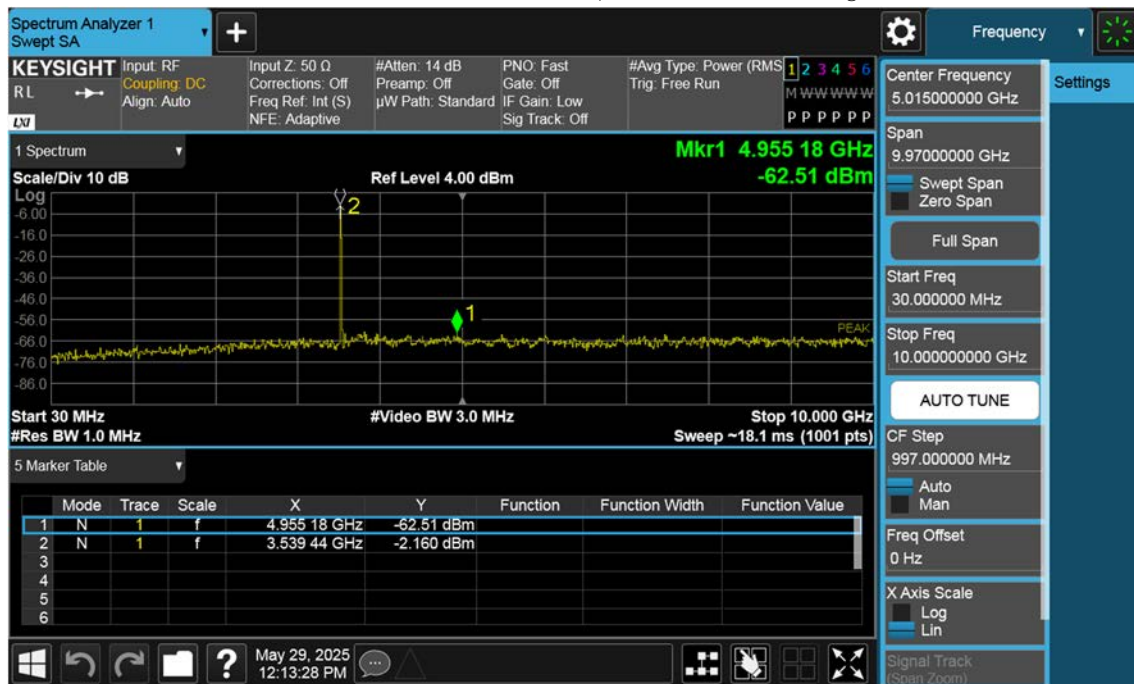 Spectrum Analyzer 1
Swept SA
Frequency
KEYSIGHT
RL
LXI
Input: RF
Coupling: DC
Align: Auto
Input Z: 50 Ω
Corrections: Off
Freq Ref: Int (S)
NFE: Adaptive
#Atten: 14 dB
Preamp: Off
µW Path: Standard
PNO: Fast
Gate: Off
IF Gain: Low
Sig Track: Off
#Avg Type: Power (RMS
Trig: Free Run
1 2 3 4 5 6
M W W W W W
P P P P P P
1 Spectrum
Mkr1 4.955 18 GHz
Scale/Div 10 dB
Ref Level 4.00 dBm
-62.51 dBm
Log
-6.00
2
-16.0
-26.0
-36.0
-46.0
-56.0
1
PEAK
-66.0
-76.0
-86.0
Start 30 MHz
#Video BW 3.0 MHz
Stop 10.000 GHz
#Res BW 1.0 MHz
Sweep ~18.1 ms (1001 pts)
5 Marker Table
Mode Trace Scale X Y Function Function Width Function Value
1 N 1 f 4.955 18 GHz -62.51 dBm
2 N 1 f 3.539 44 GHz -2.160 dBm
3
4
5
6
? May 29, 2025
12:13:28 PM
Center Frequency
5.015000000 GHz
Settings
Span
9.97000000 GHz
Swept Span
Zero Span
Full Span
Start Freq
30.000000 MHz
Stop Freq
10.000000000 GHz
AUTO TUNE
CF Step
997.000000 MHz
Auto
Man
Freq Offset
0 Hz
X Axis Scale
Log
Lin
Signal Track
(Span Zoom)